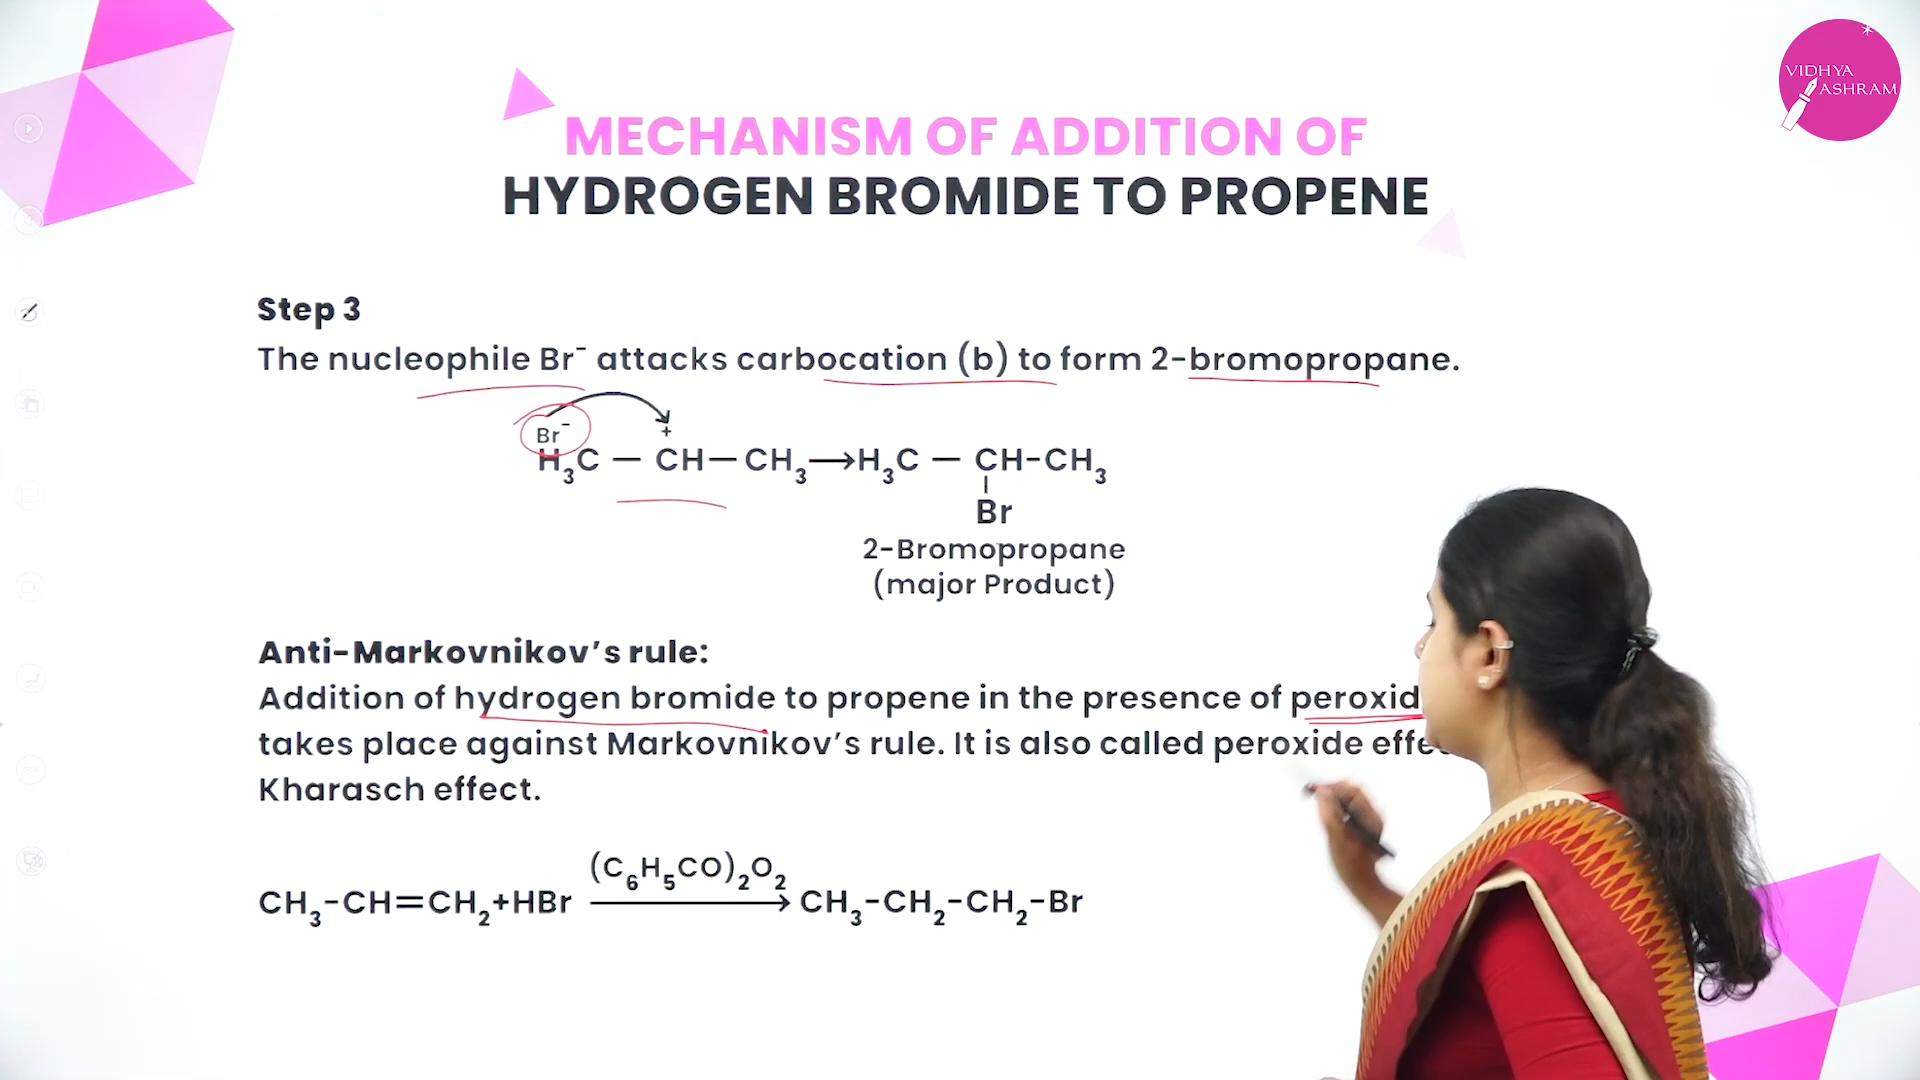 VIDHYA
ASHRAM
MECHANISM OF ADDITION OF
HYDROGEN BROMIDE TO PROPENE
Step 3
The nucleophile Br⁻ attacks carbocation (b) to form 2-bromopropane.
Br⁻ +
H₃C — CH — CH₃ ⟶ H₃C — CH-CH₃
Br
2-Bromopropane
(major Product)
Anti-Markovnikov’s rule:
Addition of hydrogen bromide to propene in the presence of
takes place against Markovnikov’s rule. It is also called peroxide
Kharasch effect.
(C₆H₅CO)₂O₂
CH₃-CH=CH₂+HBr ⟶ CH₃-CH₂-CH₂-Br